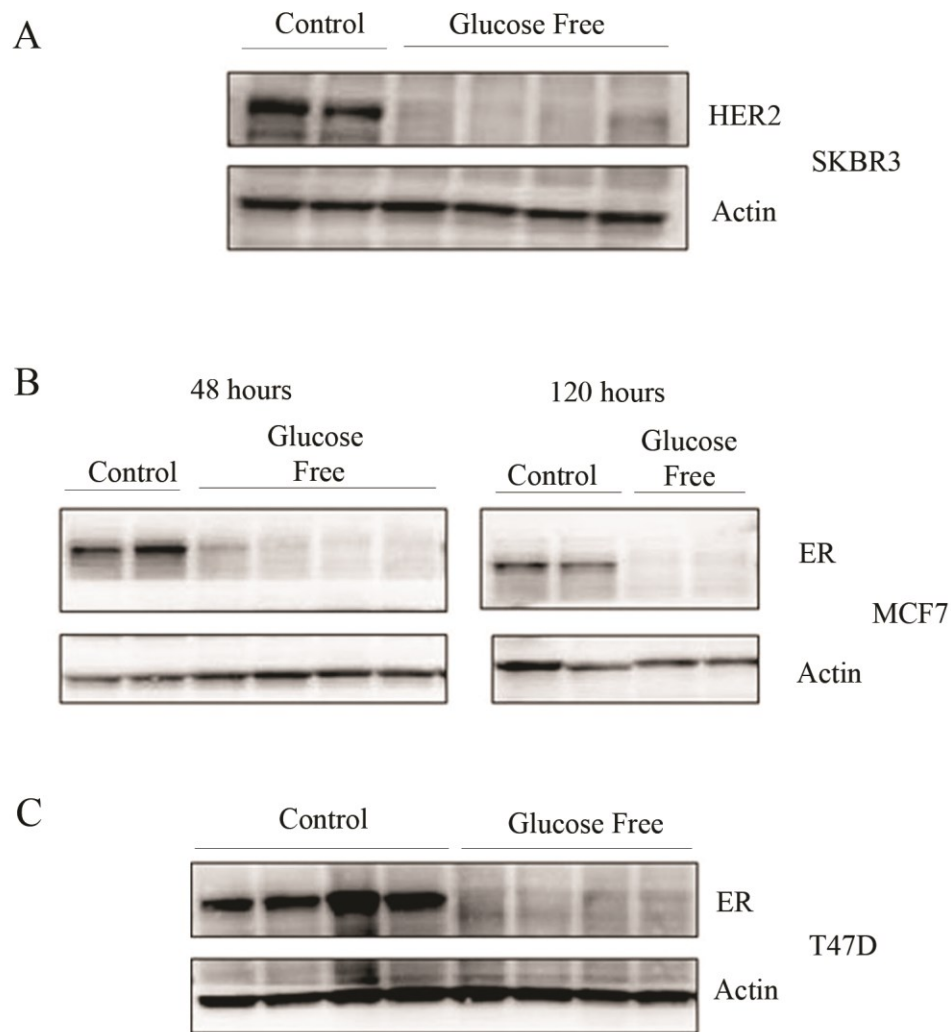 A
Control
Glucose Free
HER2
SKBR3
Actin
B
48 hours
120 hours
Glucose
Free
Control
Glucose
Free
Control
ER
MCF7
Actin
C
Control
Glucose Free
ER
T47D
Actin